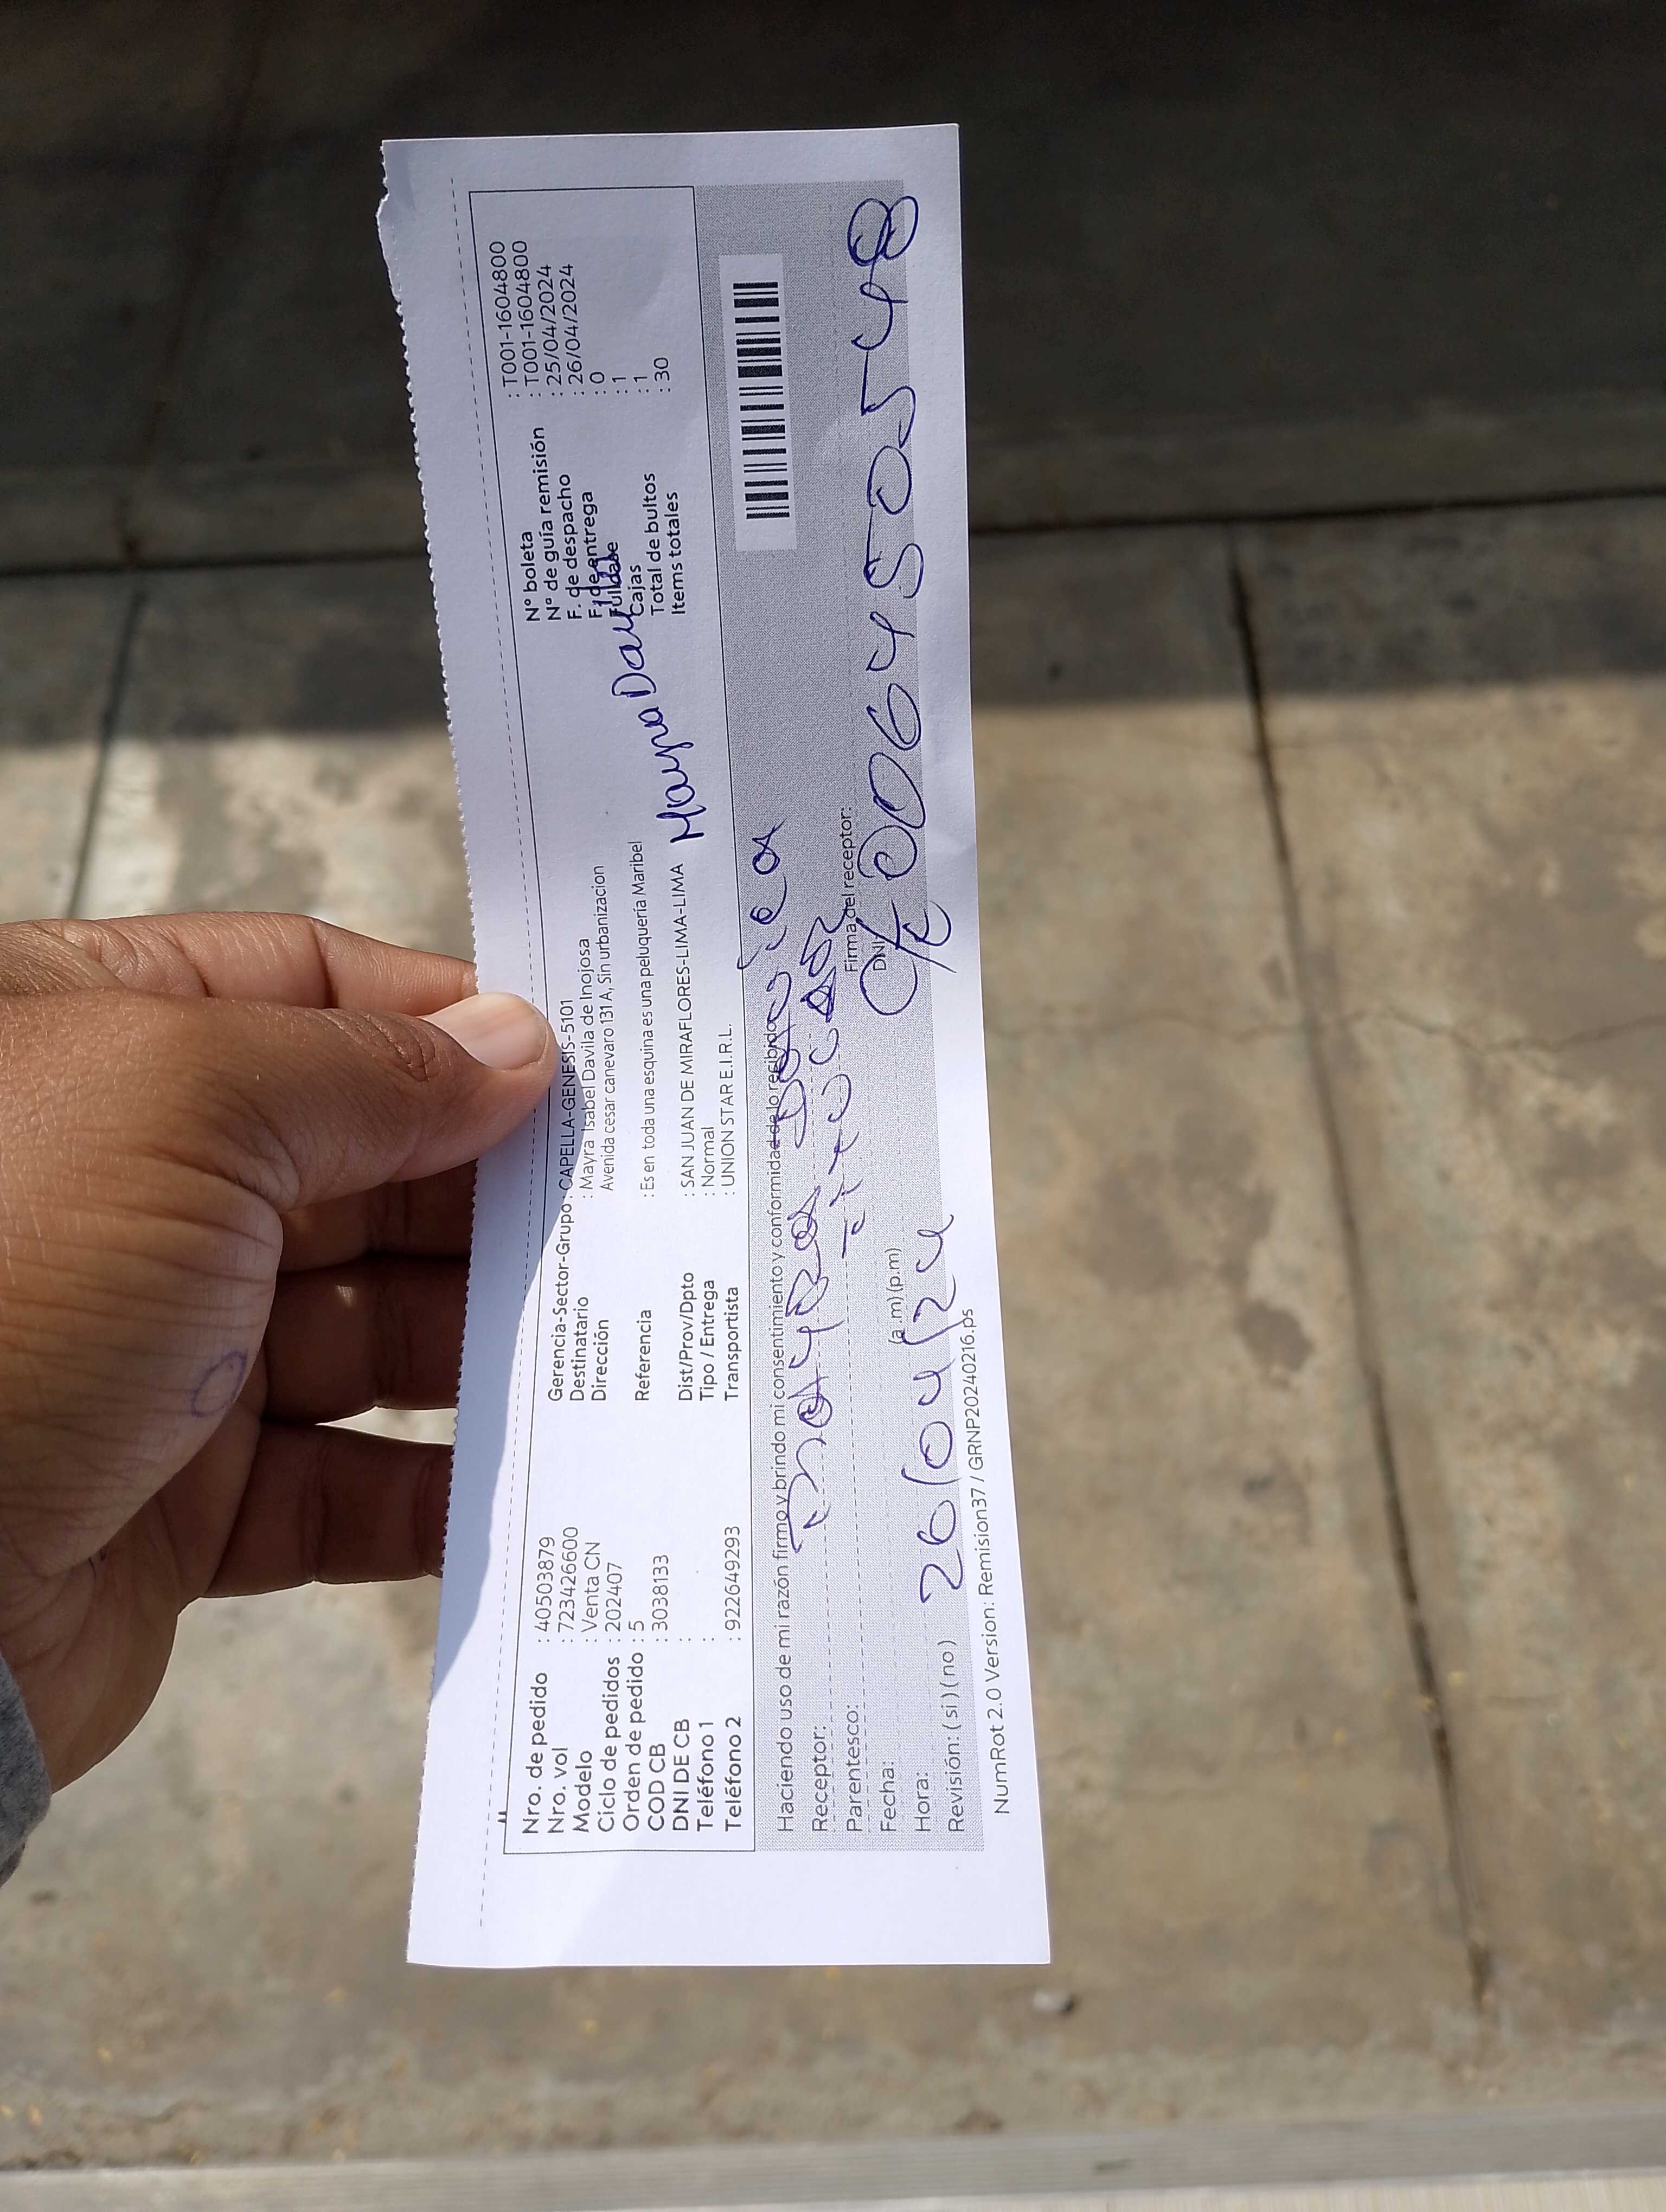 Nro. de pedido : 40503879
Nro. vol : 723426600
Modelo : Venta CN
Ciclo de pedidos : 202407
Orden de pedido : 5
COD CB : 3038133
DNI DE CB :
Teléfono 1 :
Teléfono 2 : 922649293
Gerencia-Sector-Grupo : CAPELLA-GENESIS-5101
Destinatario : Mayra Isabel Davila de Inojosa
Dirección Avenida cesar canevaro 131 A, Sin urbanizacion
Referencia : Es en toda una esquina es una peluquería Maribel
Dist/Prov/Dpto : SAN JUAN DE MIRAFLORES-LIMA-LIMA
Tipo / Entrega : Normal
Transportista : UNION STAR E.I.R.L.
N° boleta : T001-1604800
N° de guía remisión : T001-1604800
F. de despacho : 25/04/2024
F. de entrega : 26/04/2024
Fullcase : 0
Cajas : 1
Total de bultos : 1
Items totales : 30
Mayra Davila
Haciendo uso de mi razón firmo y brindo mi consentimiento y conformidad de lo recibido
Receptor: mayra Davila
Parentesco: titular
Firma del receptor:
Fecha:
DNI: C/E 006450548
Hora: (a.m) (p.m)
26/04/24
Revisión: (si) (no)
NumRot 2.0 Version: Remision37 / GRNP20240216.ps